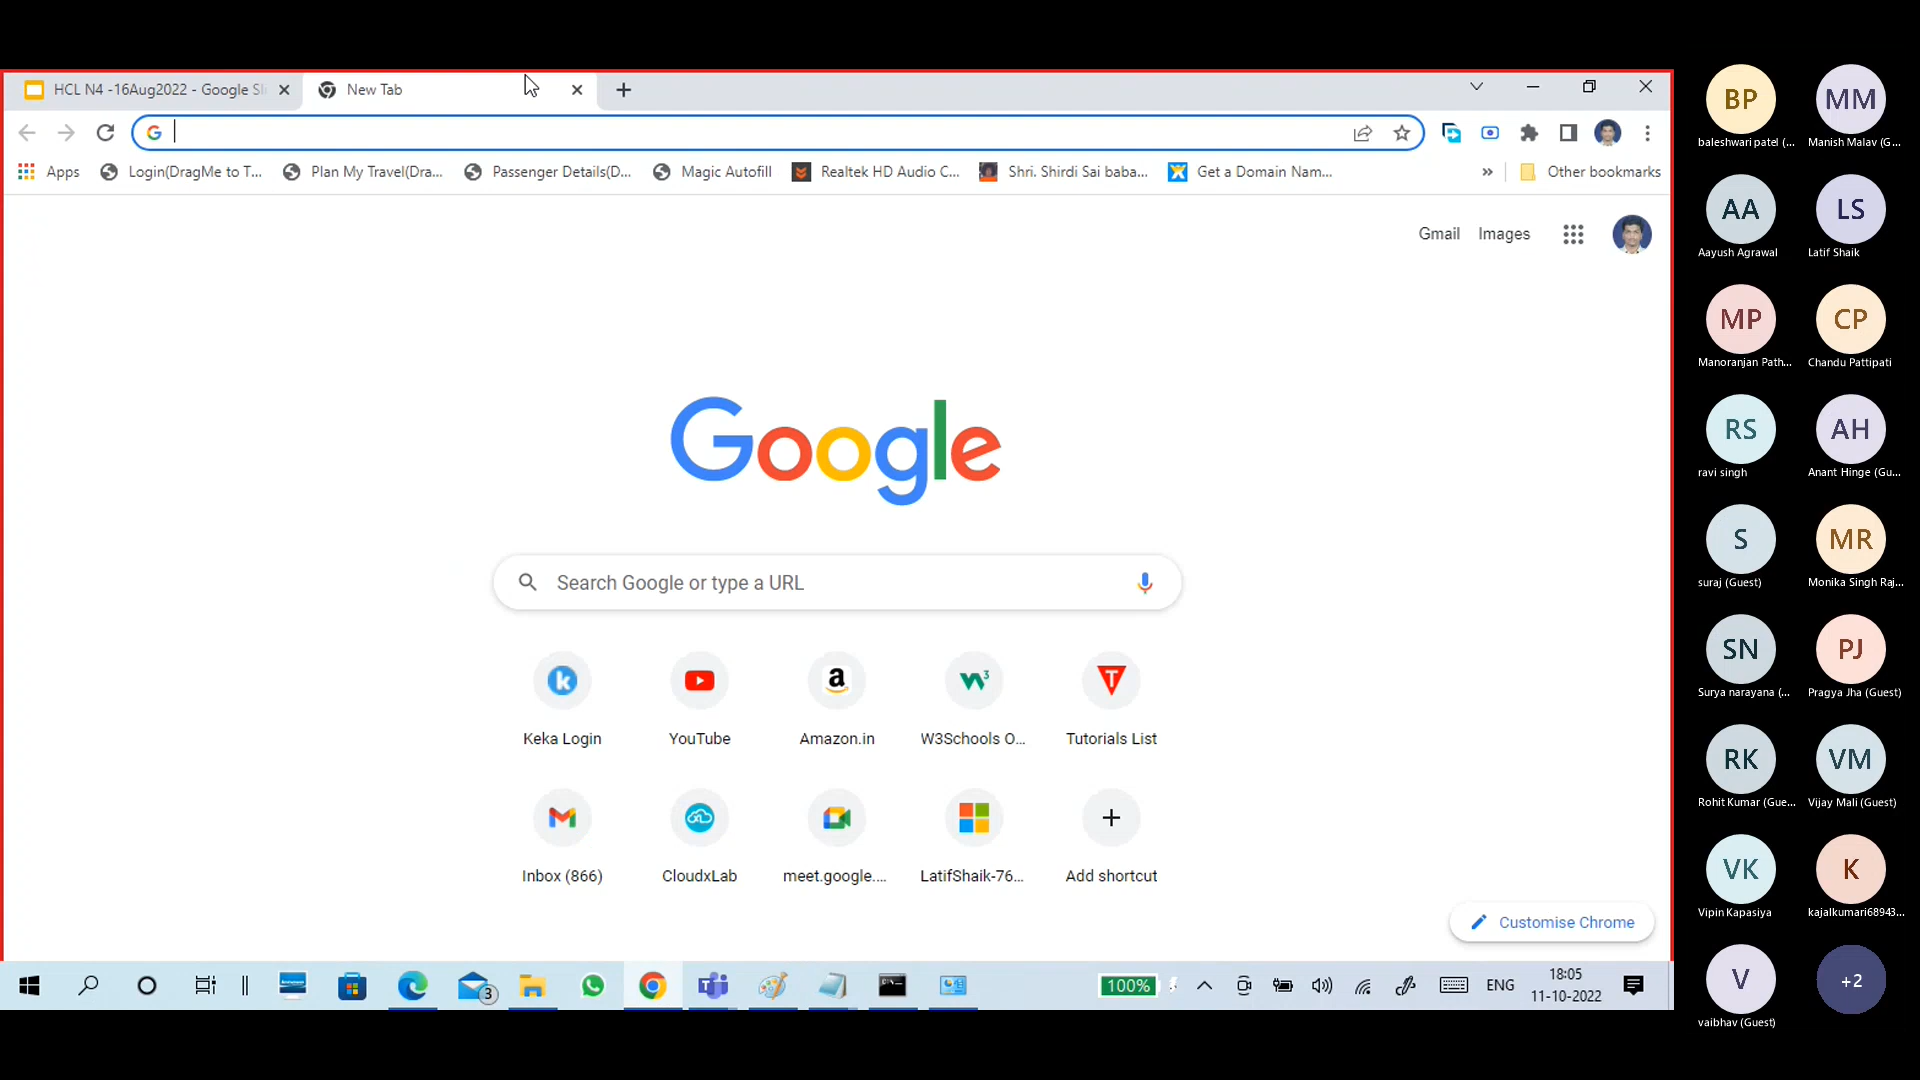 HCL N4 -16Aug2022 - Google Sl
New Tab
Apps
Login(DragMe to T...
Plan My Travel(Dra...
Passenger Details(D...
Magic Autofill
Realtek HD Audio C...
Shri. Shirdi Sai baba...
Get a Domain Nam...
»
Other bookmarks
Gmail
Images
Google
Search Google or type a URL
Keka Login
YouTube
Amazon.in
W3Schools O...
Tutorials List
Inbox (866)
CloudxLab
meet.google....
LatifShaik-76...
Add shortcut
Customise Chrome
3
100%
ENG
18:05
11-10-2022
BP
MM
baleshwari patel (...
Manish Malav (G...
AA
LS
Aayush Agrawal
Latif Shaik
MP
CP
Manoranjan Path...
Chandu Pattipati
RS
AH
ravi singh
Anant Hinge (Gu...
S
MR
suraj (Guest)
Monika Singh Raj...
SN
PJ
Surya narayana (...
Pragya Jha (Guest)
RK
VM
Rohit Kumar (Gue...
Vijay Mali (Guest)
VK
K
Vipin Kapasiya
kajalkumari68943...
V
+2
vaibhav (Guest)